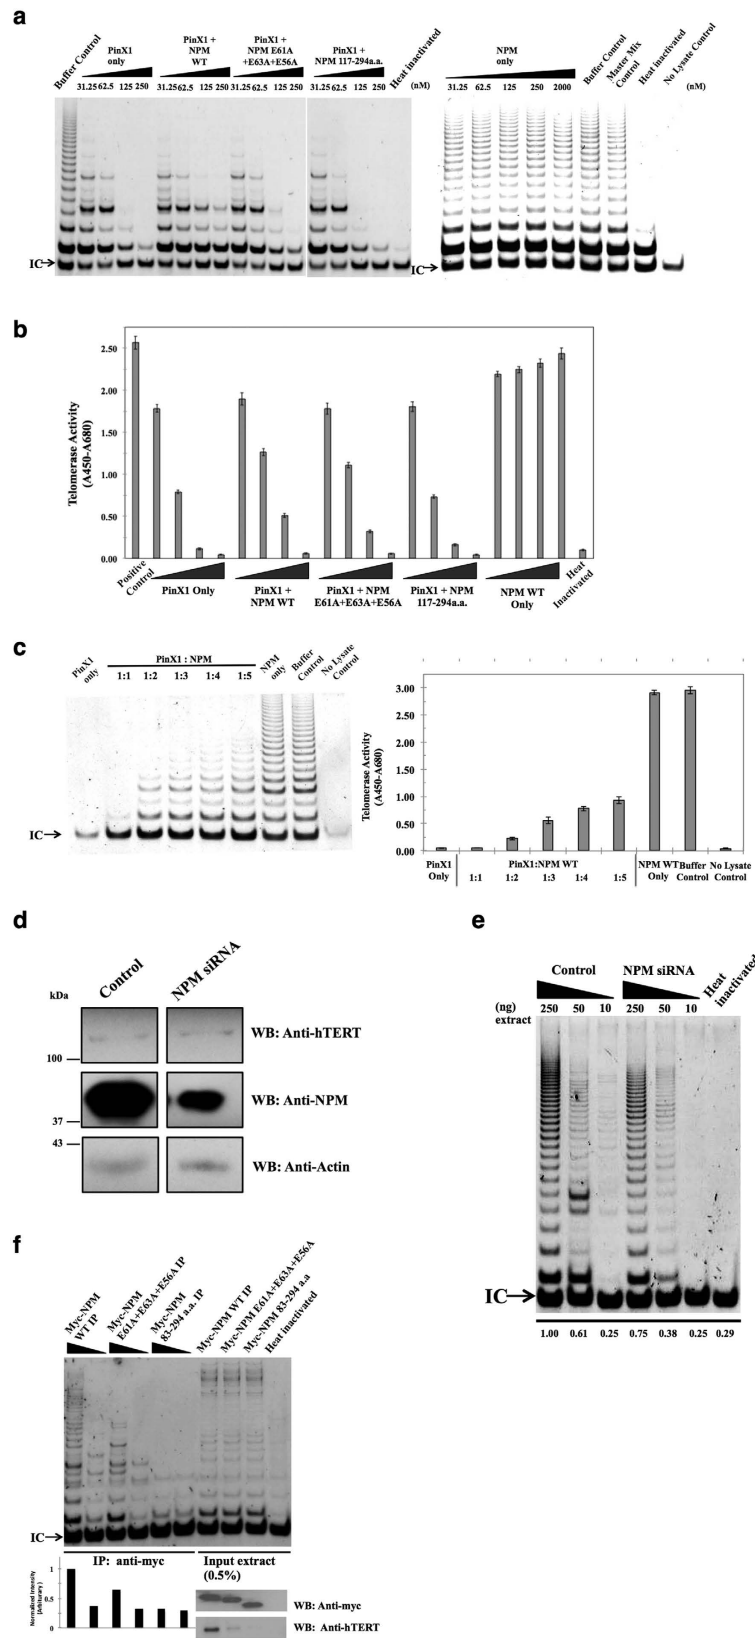 a
Buffer Control
PinX1
only
PinX1 +
NPM
WT
PinX1 +
NPM E61A
+E63A+E56A
PinX1 +
NPM 117-294a.a.
Heat inactivated
31.25 62.5 125 250
31.25 62.5 125 250
31.25 62.5 125 250
31.25 62.5 125 250
(nM)
IC
NPM
only
31.25 62.5 125 250 2000
Buffer Control
Master Mix
Control
Heat inactivated
No Lysate Control
(nM)
IC
b
Telomerase Activity
(A450-A680)
2.50
2.00
1.50
1.00
0.50
0.00
Positive
Control
PinX1 Only
PinX1 +
NPM WT
PinX1 + NPM
E61A+E63A+E56A
PinX1 + NPM
117-294a.a.
NPM WT
Only
Heat
Inactivated
c
PinX1
only
PinX1 : NPM
1:1 1:2 1:3 1:4 1:5
NPM
only
Buffer
Control
No Lysate
Control
IC
Telomerase Activity
(A450-A680)
3.00
2.50
2.00
1.50
1.00
0.50
0.00
PinX1
Only
PinX1:NPM WT
1:1 1:2 1:3 1:4 1:5
NPM WT
Only
Buffer
Control
No Lysate
Control
d
Control
NPM siRNA
kDa
100
37
43
WB: Anti-hTERT
WB: Anti-NPM
WB: Anti-Actin
e
Control
NPM siRNA
Heat
inactivated
(ng)
extract
250 50 10 250 50 10
IC
1.00 0.61 0.25 0.75 0.38 0.25 0.29
f
Myc-NPM
WT IP
Myc-NPM
E61A+E63A+E56A IP
Myc-NPM
83-294 a.a. IP
Myc-NPM WT IP
Myc-NPM E61A+E63A+E56A
Myc-NPM 83-294 a.a
Heat inactivated
IC
IP: anti-myc
Input extract
(0.5%)
Normalized Intensity
(Arbiturary)
1
0.5
0
WB: Anti-myc
WB: Anti-hTERT